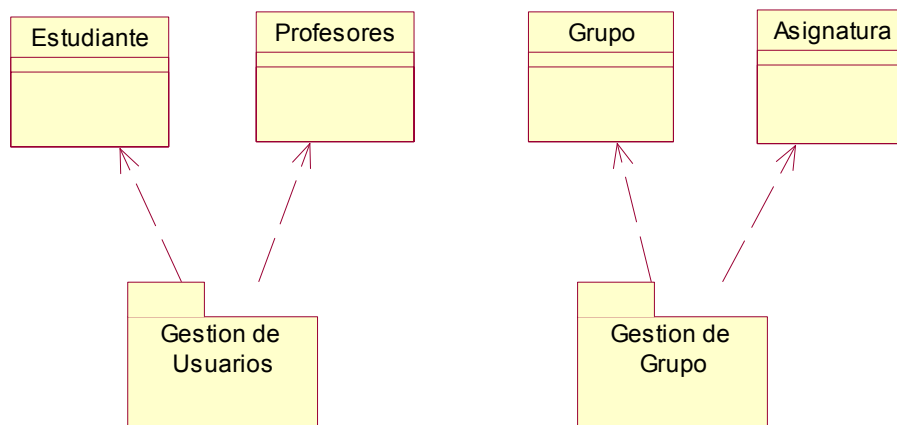 Estudiante
Profesores
Grupo
Asignatura
Gestion de
Usuarios
Gestion de
Grupo